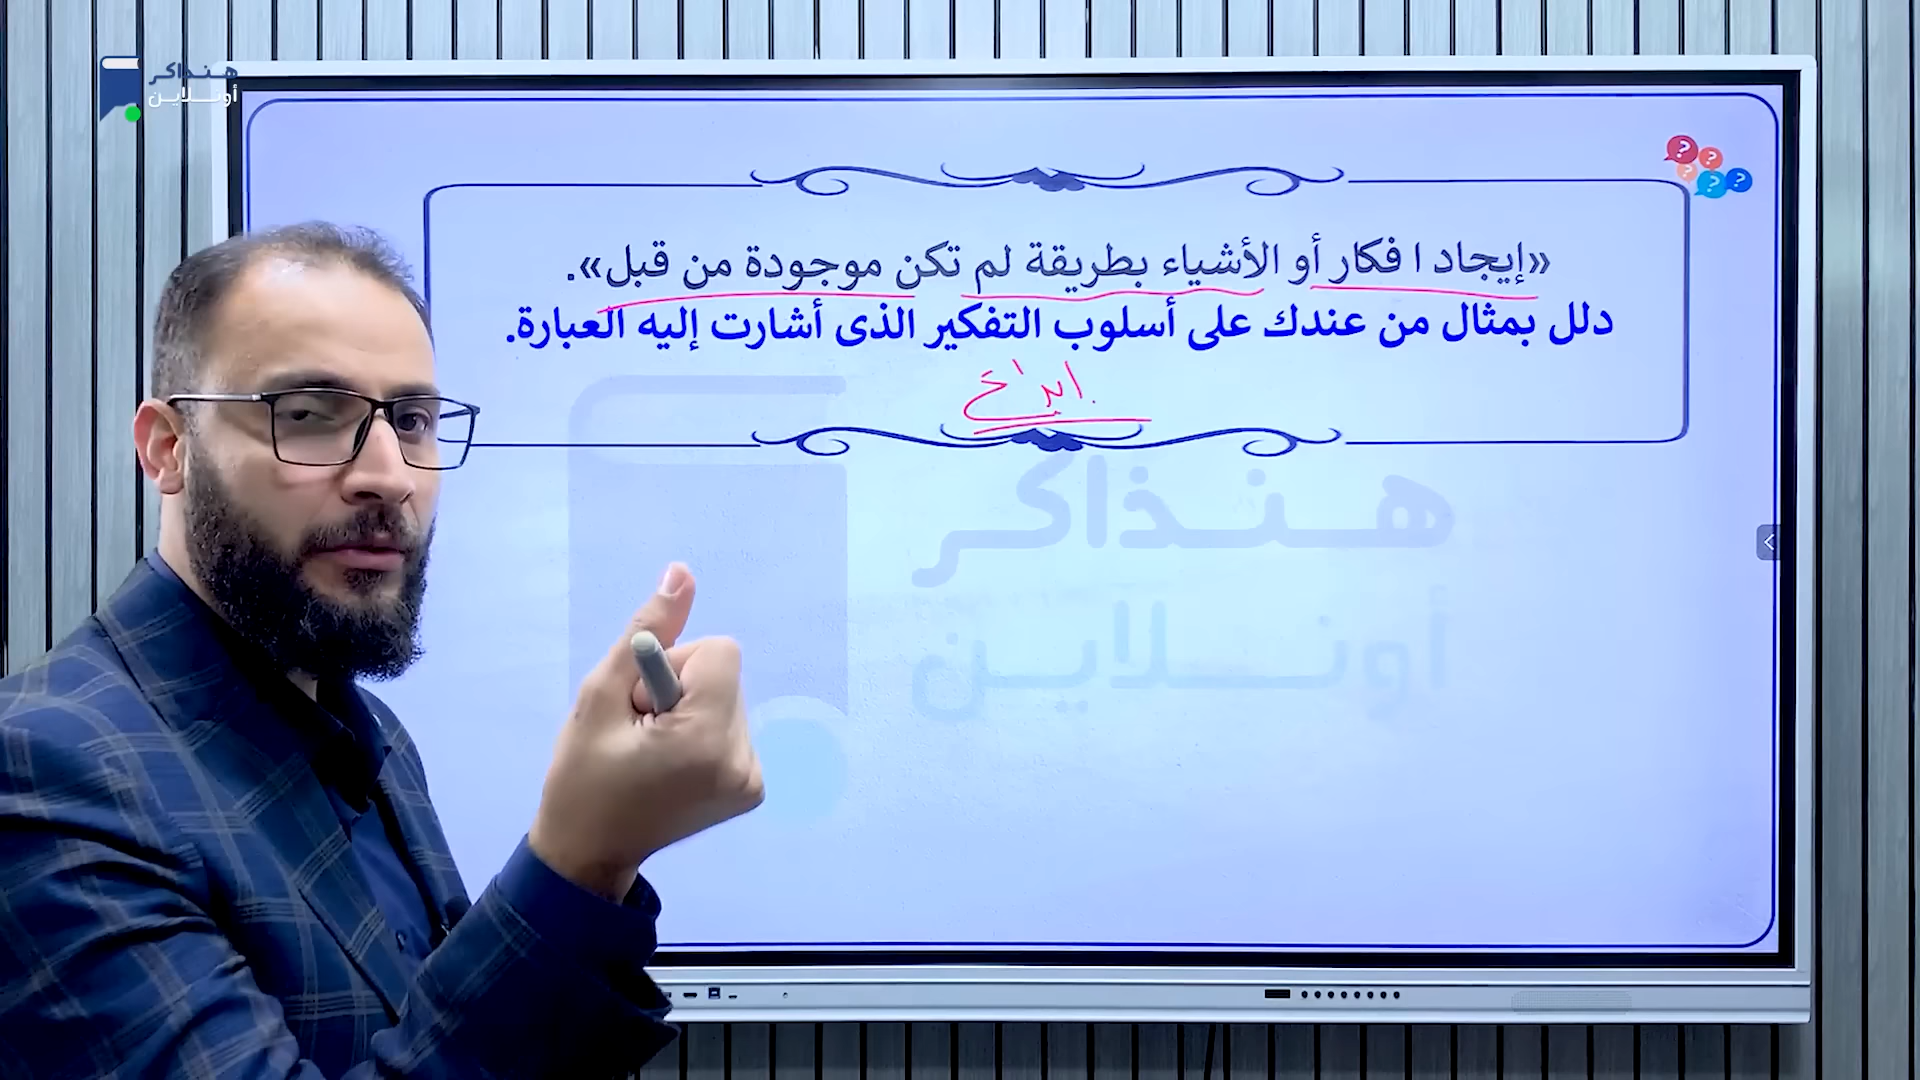 هنذاكر
أونلاين
«إيجاد ا فكار أو الأشياء بطريقة لم تكن موجودة من قبل».
دلل بمثال من عندك على أسلوب التفكير الذى أشارت إليه العبارة.
ابداع
هنذاكر
أونلاين